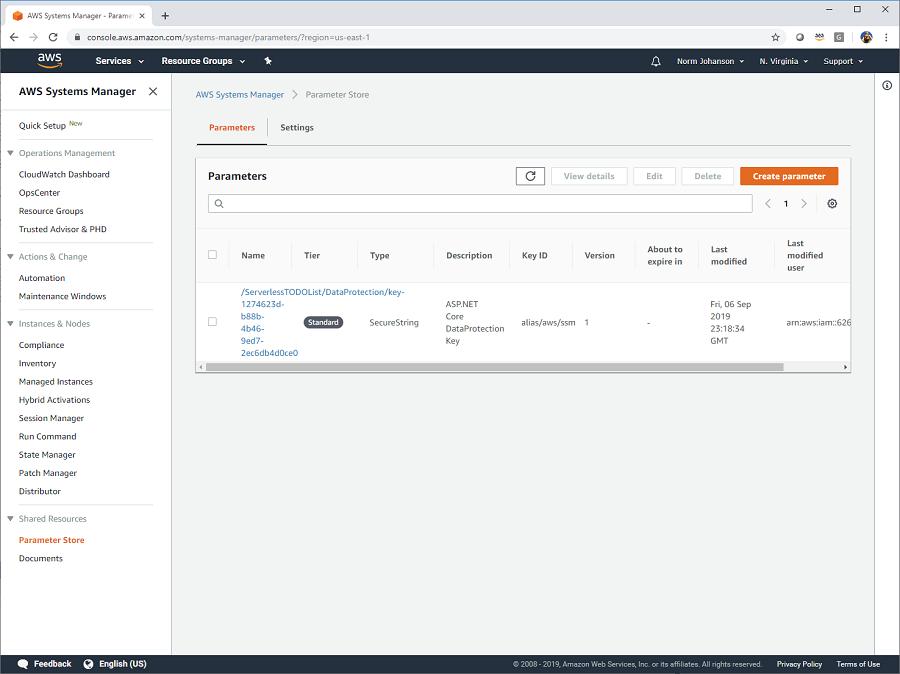 AWS Systems Manager - Parame
console.aws.amazon.com/systems-manager/parameters/?region=us-east-1
aws
Services
Resource Groups
Norm Johanson
N. Virginia
Support
AWS Systems Manager
Quick Setup New
Operations Management
CloudWatch Dashboard
OpsCenter
Resource Groups
Trusted Advisor & PHD
Actions & Change
Automation
Maintenance Windows
Instances & Nodes
Compliance
Inventory
Managed Instances
Hybrid Activations
Session Manager
Run Command
State Manager
Patch Manager
Distributor
Shared Resources
Parameter Store
Documents
AWS Systems Manager > Parameter Store
Parameters
Settings
Parameters
View details
Edit
Delete
Create parameter
1
Name
Tier
Type
Description
Key ID
Version
About to
expire in
Last
modified
Last
modified
user
/ServerlessTODOList/DataProtection/key-
1274623d-
b88b-
4b46-
9ed7-
2ec6db4d0ce0
Standard
SecureString
ASP.NET
Core
DataProtection
Key
alias/aws/ssm
1
-
Fri, 06 Sep
2019
23:18:34
GMT
arn:aws:iam::626
Feedback
English (US)
© 2008 - 2019, Amazon Web Services, Inc. or its affiliates. All rights reserved.
Privacy Policy
Terms of Use